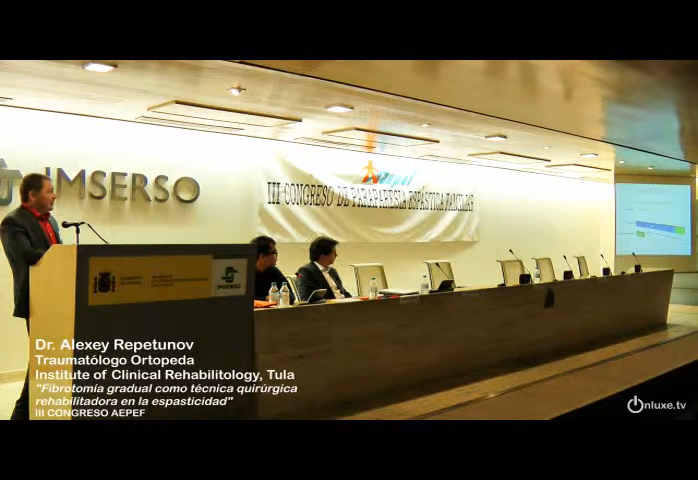 IMSERSO
aepef
III CONGRESO DE PARAPARESIA ESPÁSTICA FAMILIAR
IMSERSO
Dr. Alexey Repetunov
Traumatólogo Ortopeda
Institute of Clinical Rehabilitology, Tula
"Fibrotomía gradual como técnica quirúrgica
rehabilitadora en la espasticidad"
III CONGRESO AEPEF
Onluxe.tv